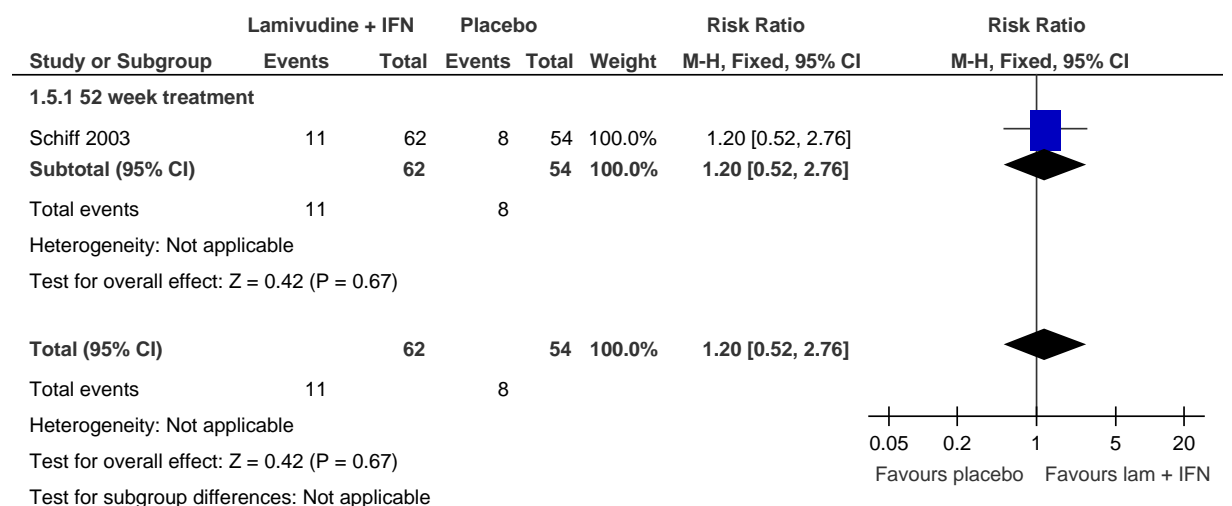 Lamivudine + IFN Placebo Risk Ratio Risk Ratio
Study or Subgroup Events Total Events Total Weight M-H, Fixed, 95% CI M-H, Fixed, 95% CI
1.5.1 52 week treatment
Schiff 2003 11 62 8 54 100.0% 1.20 [0.52, 2.76]
Subtotal (95% CI) 62 54 100.0% 1.20 [0.52, 2.76]
Total events 11 8
Heterogeneity: Not applicable
Test for overall effect: Z = 0.42 (P = 0.67)
Total (95% CI) 62 54 100.0% 1.20 [0.52, 2.76]
Total events 11 8
Heterogeneity: Not applicable
Test for overall effect: Z = 0.42 (P = 0.67)
Test for subgroup differences: Not applicable
0.05 0.2 1 5 20
Favours placebo Favours lam + IFN